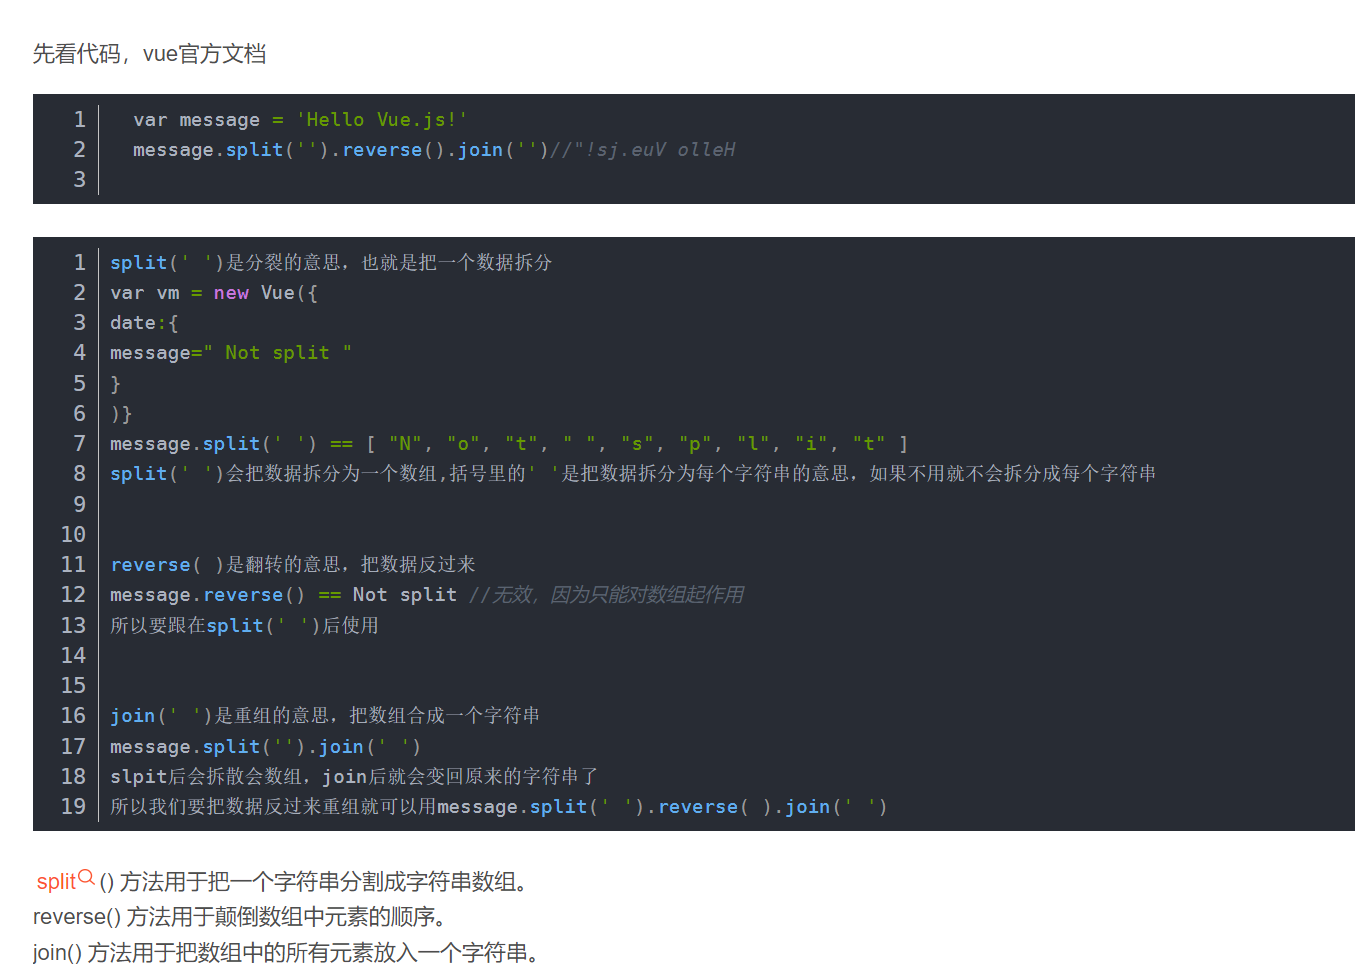 先看代码，vue官方文档
1 var message = 'Hello Vue.js!'
2 message.split('').reverse().join('')//"!sj.euV olleH
3
1 split(' ')是分裂的意思，也就是把一个数据拆分
2 var vm = new Vue({
3 date:{
4 message=" Not split "
5 }
6 )}
7 message.split(' ') == [ "N", "o", "t", " ", "s", "p", "l", "i", "t" ]
8 split(' ')会把数据拆分为一个数组,括号里的' '是把数据拆分为每个字符串的意思，如果不用就不会拆分成每个字符串
9
10
11 reverse( )是翻转的意思，把数据反过来
12 message.reverse() == Not split //无效，因为只能对数组起作用
13 所以要跟在split(' ')后使用
14
15
16 join(' ')是重组的意思，把数组合成一个字符串
17 message.split('').join(' ')
18 slpit后会拆散会数组，join后就会变回原来的字符串了
19 所以我们要把数据反过来重组就可以用message.split(' ').reverse( ).join(' ')
split() 方法用于把一个字符串分割成字符串数组。
reverse() 方法用于颠倒数组中元素的顺序。
join() 方法用于把数组中的所有元素放入一个字符串。